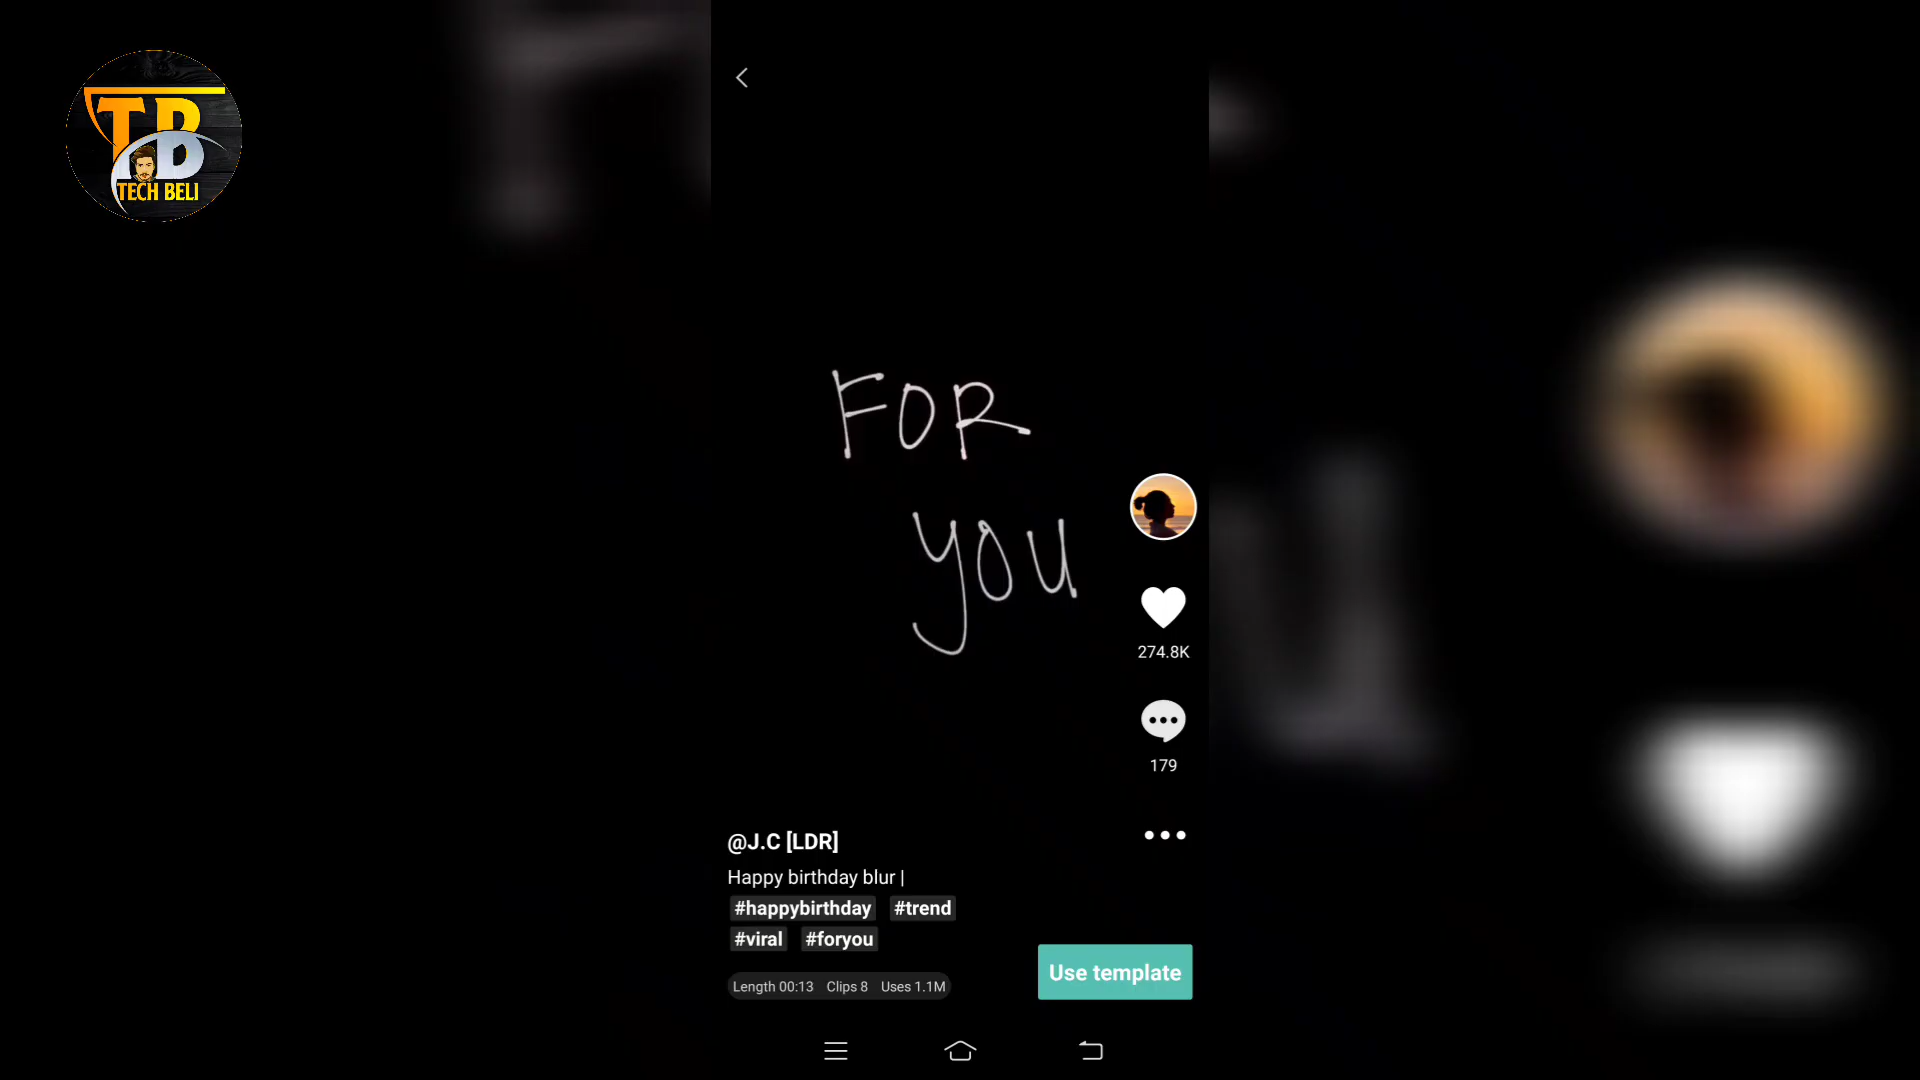 TB
TECH BELI
FOR
YOU
274.8K
179
@J.C [LDR]
Happy birthday blur |
#happybirthday #trend
#viral #foryou
Length 00:13 Clips 8 Uses 1.1M
Use template